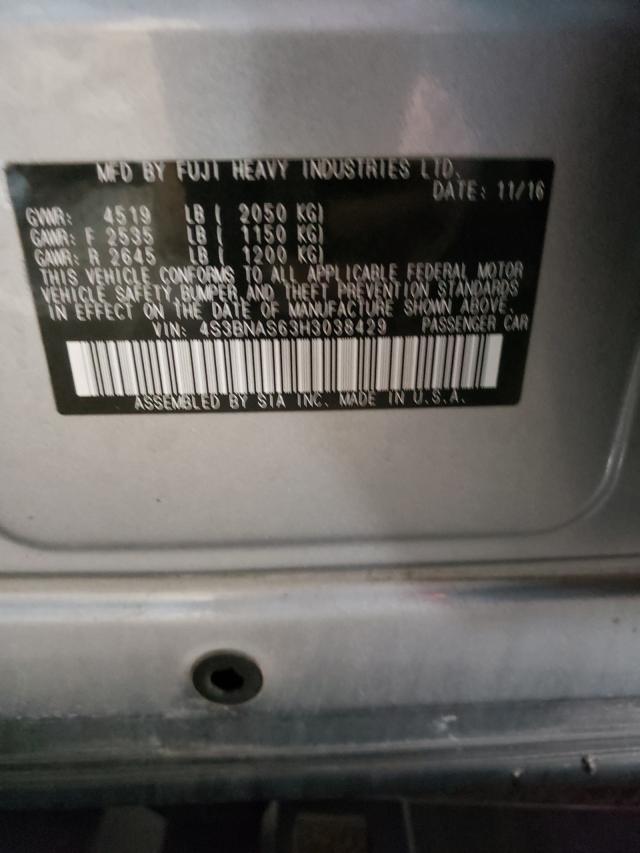 MFD BY FUJI HEAVY INDUSTRIES LTD.
DATE: 11/16
GVWR: 4519 LB ( 2050 KG)
GAWR: F 2535 LB ( 1150 KG)
GAWR: R 2645 LB ( 1200 KG)
THIS VEHICLE CONFORMS TO ALL APPLICABLE FEDERAL MOTOR
VEHICLE SAFETY, BUMPER, AND THEFT PREVENTION STANDARDS
IN EFFECT ON THE DATE OF MANUFACTURE SHOWN ABOVE.
VIN: 4S3BNAS63H3038429 PASSENGER CAR
ASSEMBLED BY SIA INC. MADE IN U.S.A.